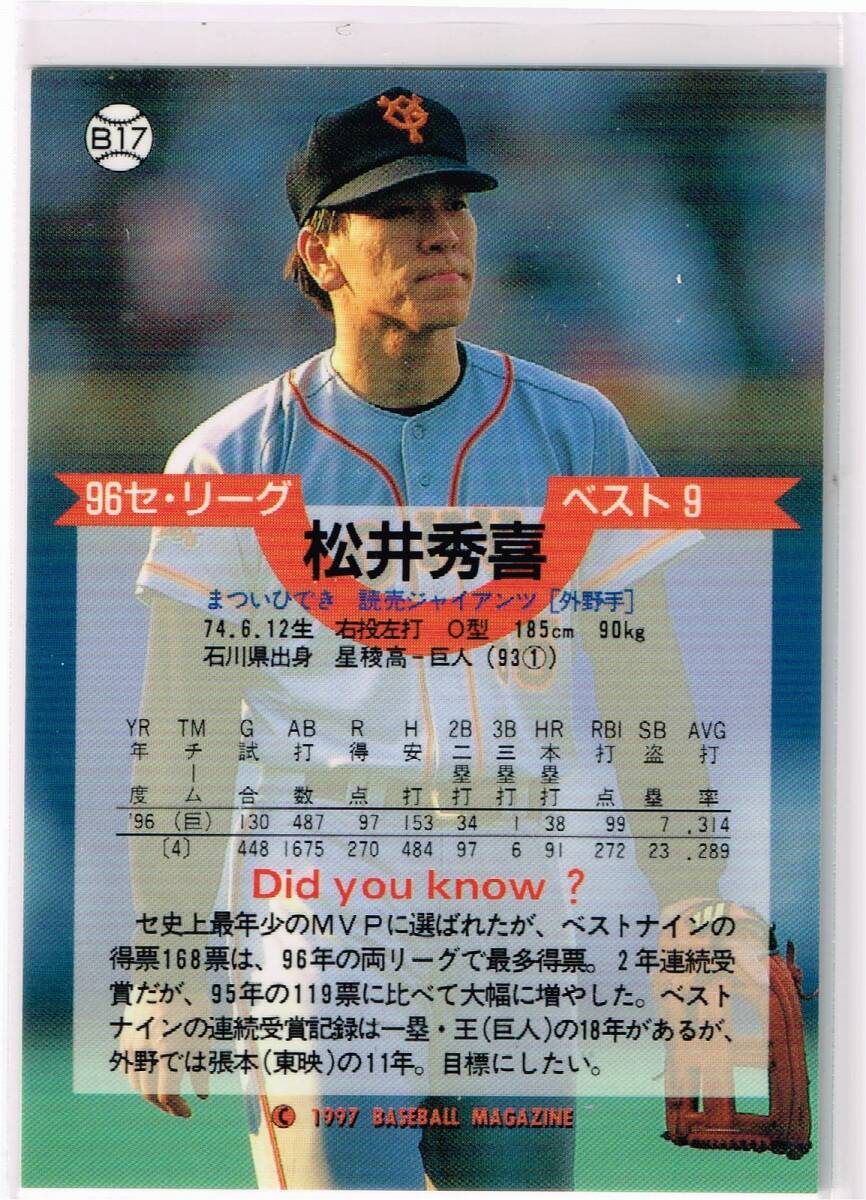 B17
96セ・リーグ ベスト9
松井秀喜
まついひでき 読売ジャイアンツ [外野手]
74.6.12生 右投左打 O型 185cm 90kg
石川県出身 星稜高-巨人(93①)
YR TM G AB R H 2B 3B HR RBI SB AVG
年度 チーム 試合 打数 得点 安打 二塁打 三塁打 本塁打 打点 盗塁 打率
'96 (巨) 130 487 97 153 34 1 38 99 7 .314
〔4〕 448 1675 270 484 97 6 91 272 23 .289
Did you know ?
セ史上最年少のMVPに選ばれたが、ベストナインの
得票168票は、96年の両リーグで最多得票。2年連続受
賞だが、95年の119票に比べて大幅に増やした。ベスト
ナインの連続受賞記録は一塁・王(巨人)の18年があるが、
外野では張本(東映)の11年。目標にしたい。
© 1997 BASEBALL MAGAZINE